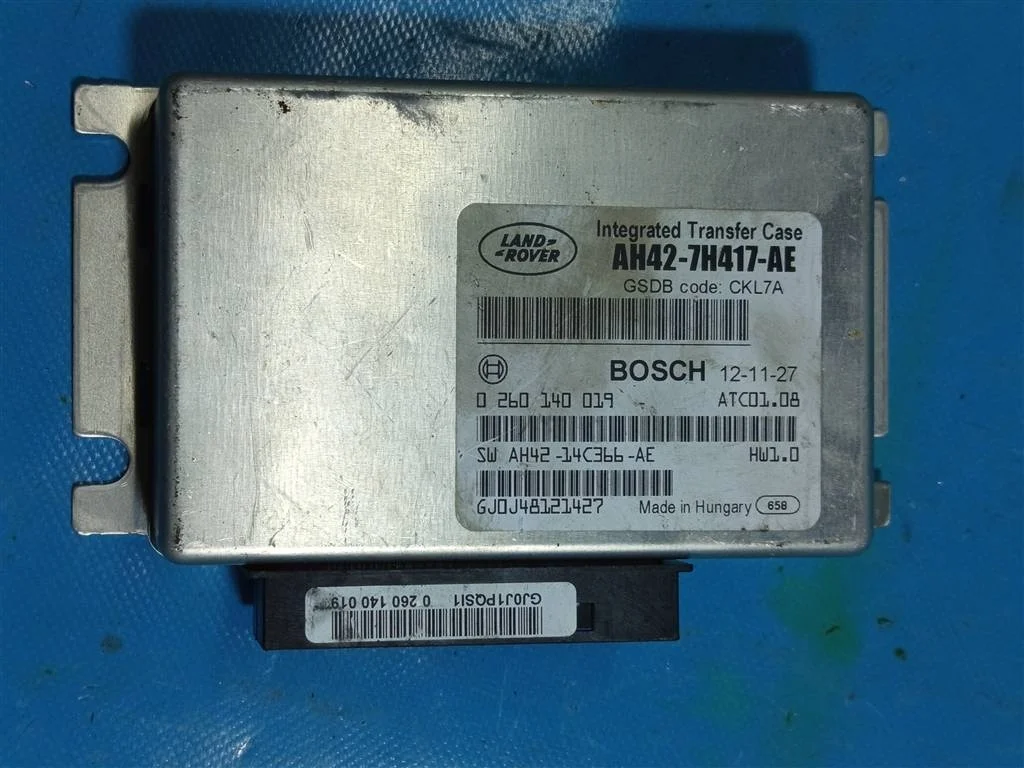 LAND-
-ROVER
Integrated Transfer Case
AH42-7H417-AE
GSDB code: CKL7A
BOSCH 12-11-27
0 260 140 019 ATC01.08
SW AH42-14C366-AE HW1.0
GJ0J48121427 Made in Hungary 658
GJ0J1PQSI1 0 260 140 019